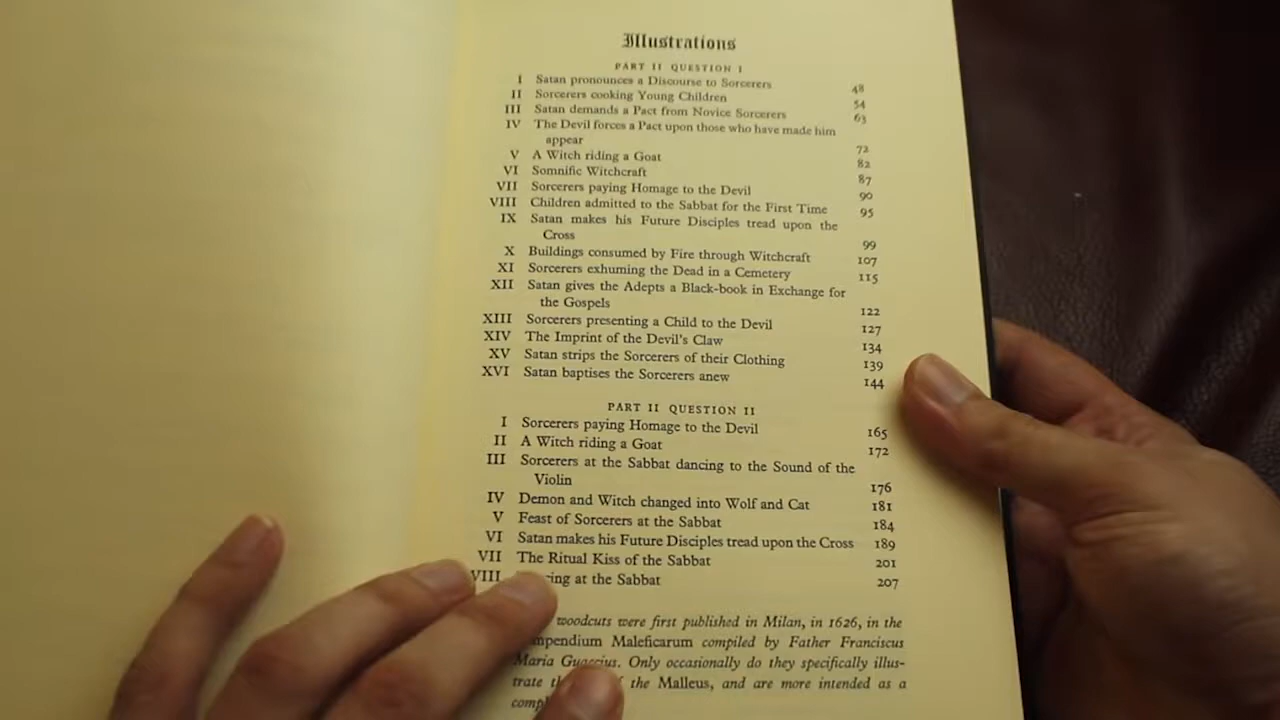 Illustrations
PART II QUESTION I
I Satan pronounces a Discourse to Sorcerers 48
II Sorcerers cooking Young Children 54
III Satan demands a Pact from Novice Sorcerers 63
IV The Devil forces a Pact upon those who have made him
appear 72
V A Witch riding a Goat 82
VI Somnific Witchcraft 87
VII Sorcerers paying Homage to the Devil 90
VIII Children admitted to the Sabbat for the First Time 95
IX Satan makes his Future Disciples tread upon the
Cross 99
X Buildings consumed by Fire through Witchcraft 107
XI Sorcerers exhuming the Dead in a Cemetery 115
XII Satan gives the Adepts a Black-book in Exchange for
the Gospels 122
XIII Sorcerers presenting a Child to the Devil 127
XIV The Imprint of the Devil's Claw 134
XV Satan strips the Sorcerers of their Clothing 139
XVI Satan baptises the Sorcerers anew 144
PART II QUESTION II
I Sorcerers paying Homage to the Devil 165
II A Witch riding a Goat 172
III Sorcerers at the Sabbat dancing to the Sound of the
Violin 176
IV Demon and Witch changed into Wolf and Cat 181
V Feast of Sorcerers at the Sabbat 184
VI Satan makes his Future Disciples tread upon the Cross 189
VII The Ritual Kiss of the Sabbat 201
VIII at the Sabbat 207
woodcuts were first published in Milan, in 1626, in the
Maleficarum compiled by Father Franciscus
Maria Only occasionally do they specifically illus-
trate the Malleus, and are more intended as a